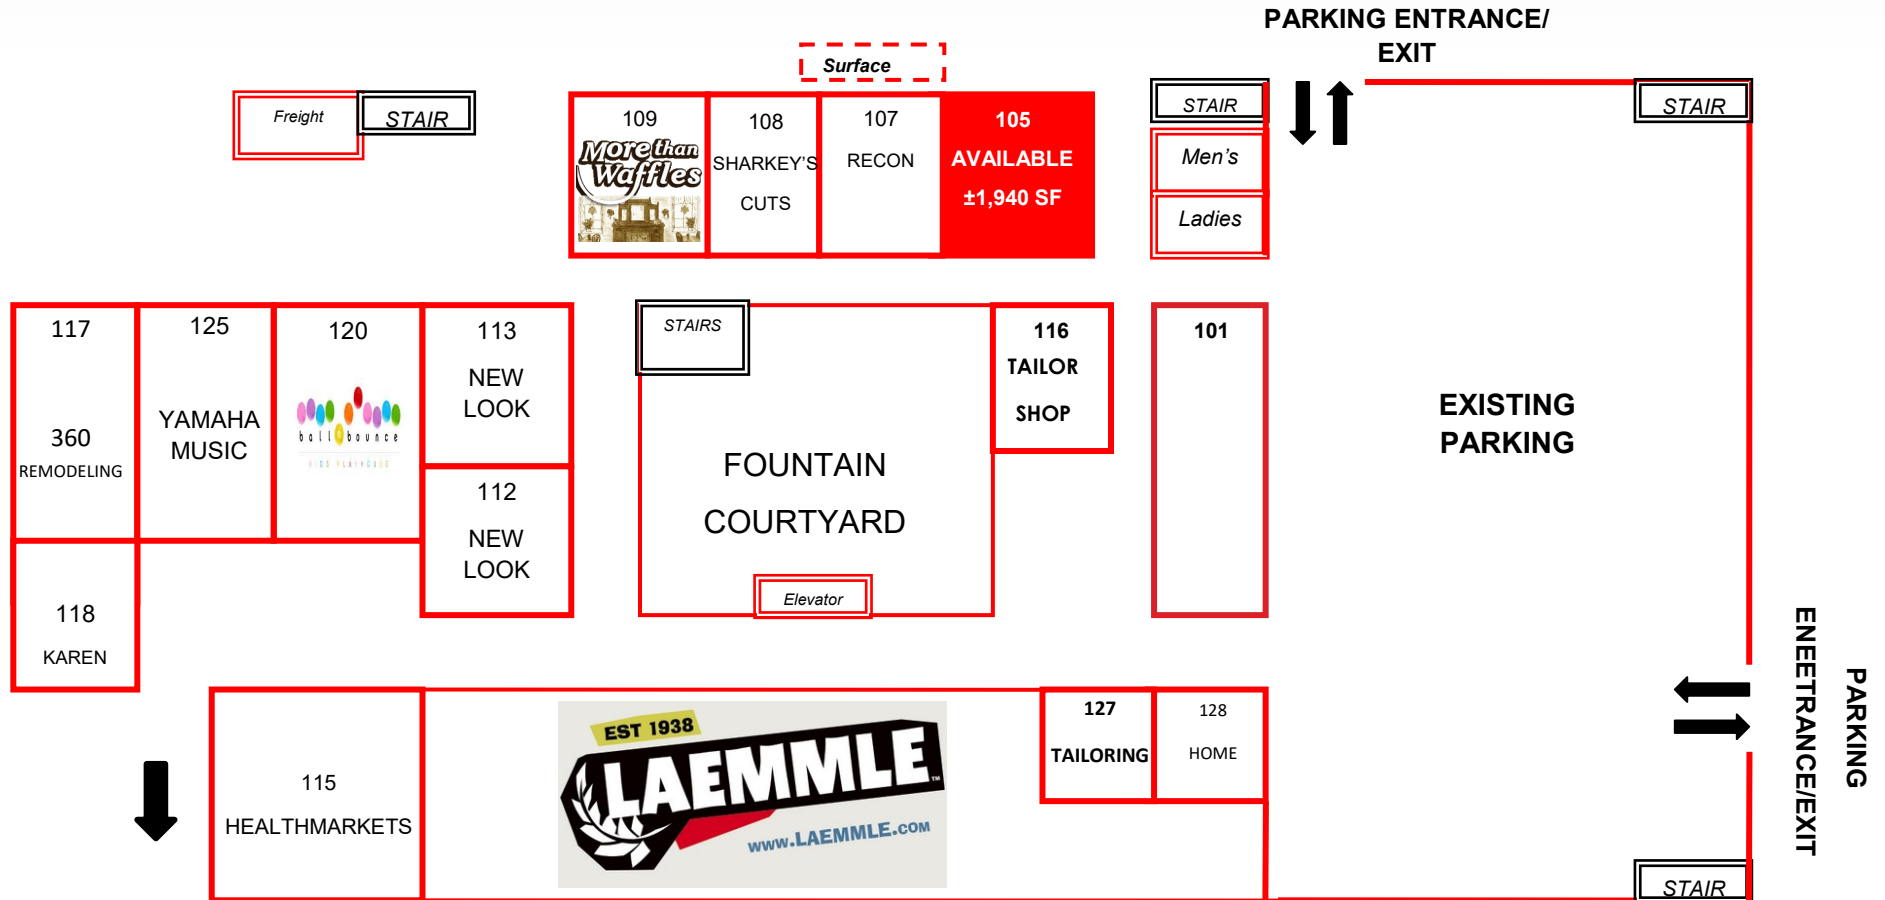 PARKING ENTRANCE/
EXIT
Surface
Freight
STAIR
109
More than
Waffles
108
SHARKEY'S
CUTS
107
RECON
105
AVAILABLE
±1,940 SF
STAIR
Men's
Ladies
STAIR
117
360
REMODELING
125
YAMAHA
MUSIC
120
ball bounce
KIDS PLAYHOUSE
113
NEW
LOOK
112
NEW
LOOK
STAIRS
FOUNTAIN
COURTYARD
Elevator
116
TAILOR
SHOP
101
EXISTING
PARKING
118
KAREN
115
HEALTHMARKETS
EST 1938
LAEMMLE™
www.LAEMMLE.COM
127
TAILORING
128
HOME
PARKING
ENEETRANCE/EXIT
STAIR